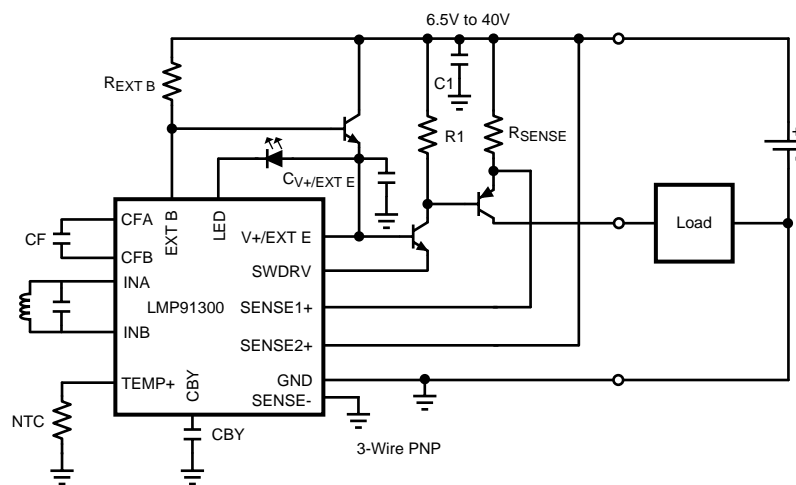 6.5V to 40V
REXT B
C1
R1
RSENSE
+
CV+/EXT E
EXT B
LED
CFA
CF
CFB
V+/EXT E
Load
SWDRV
INA
LMP91300
SENSE1+
INB
SENSE2+
TEMP+
CBY
GND
SENSE-
NTC
CBY
3-Wire PNP